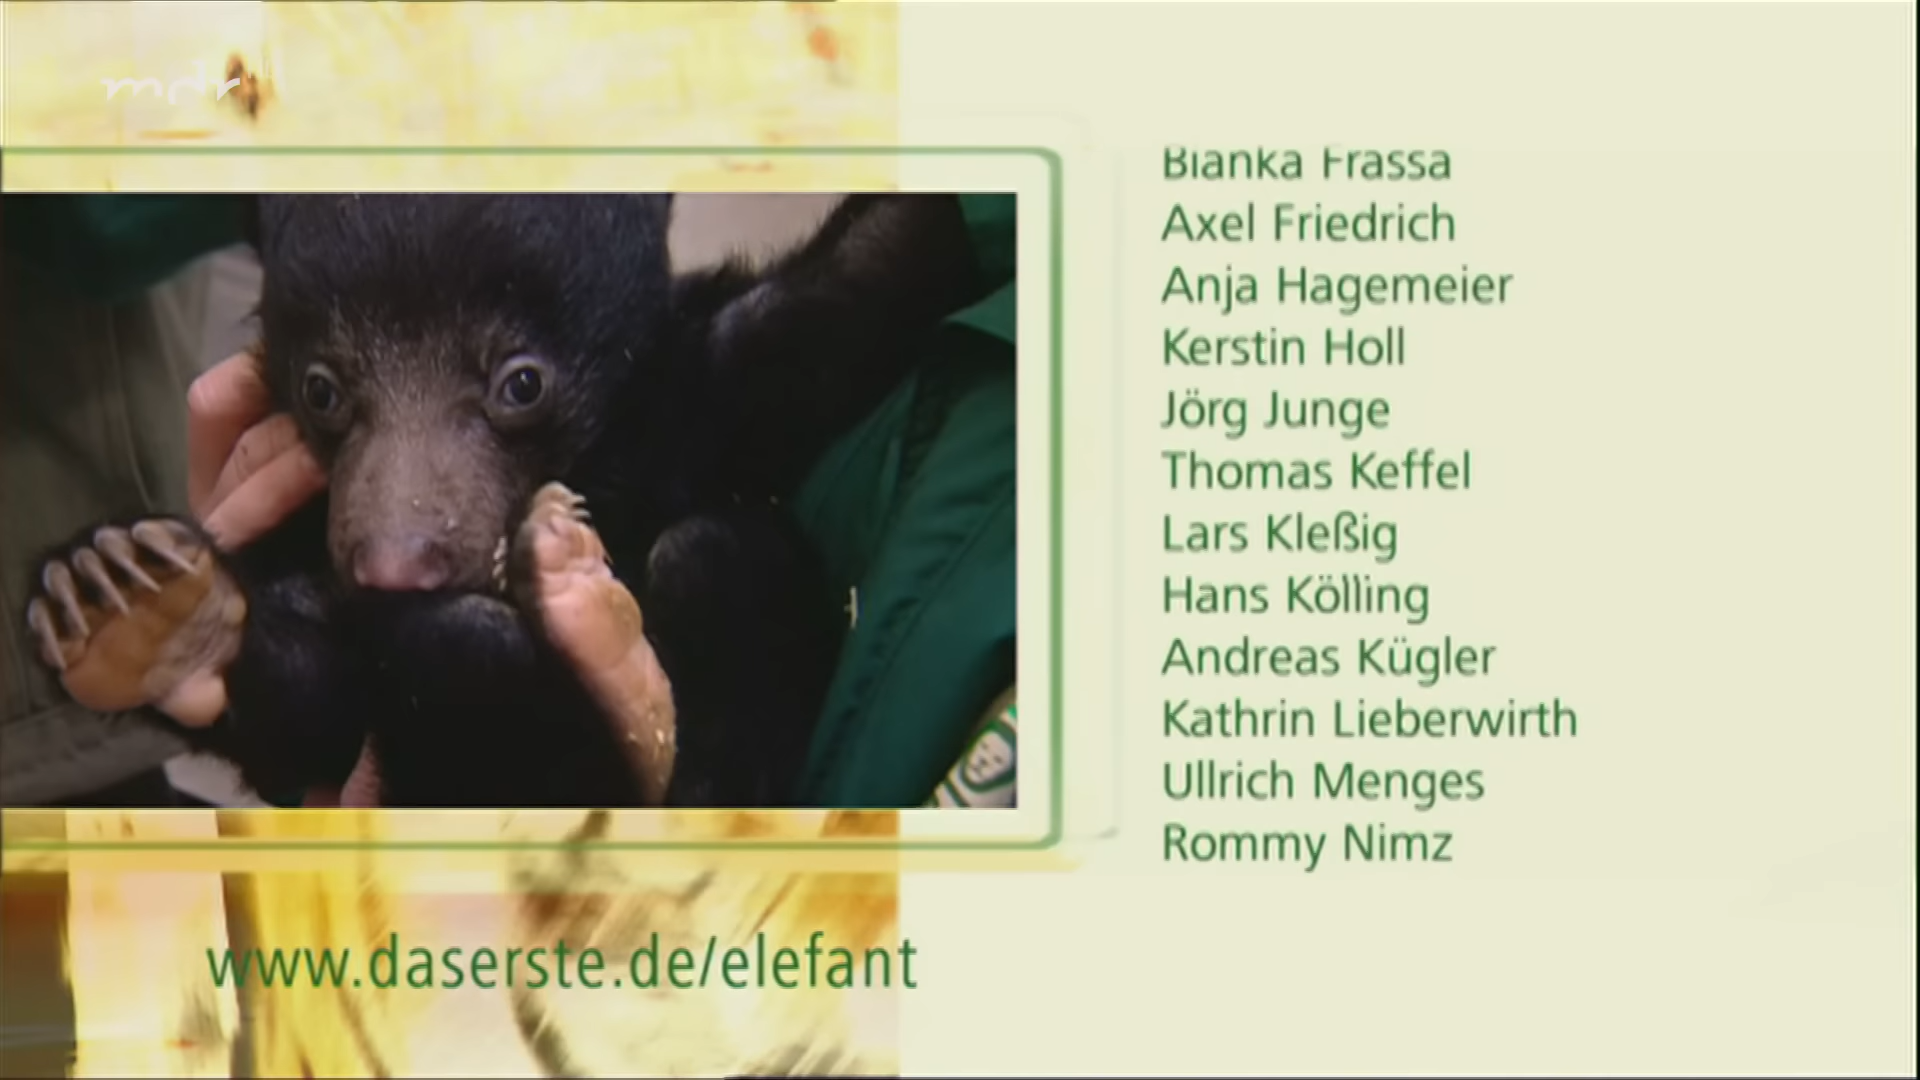 mdr
Bianka Frassa
Axel Friedrich
Anja Hagemeier
Kerstin Holl
Jörg Junge
Thomas Keffel
Lars Kleßig
Hans Kölling
Andreas Kügler
Kathrin Lieberwirth
Ullrich Menges
Rommy Nimz
www.daserste.de/elefant